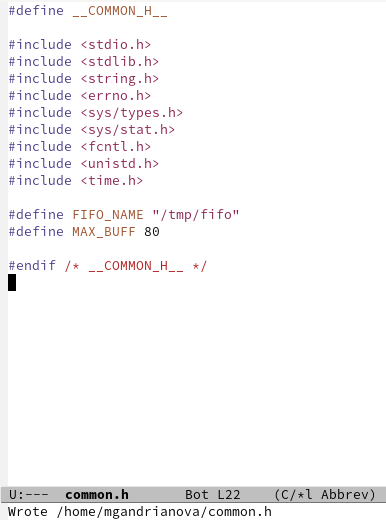 #define __COMMON_H__
#include <stdio.h>
#include <stdlib.h>
#include <string.h>
#include <errno.h>
#include <sys/types.h>
#include <sys/stat.h>
#include <fcntl.h>
#include <unistd.h>
#include <time.h>
#define FIFO_NAME "/tmp/fifo"
#define MAX_BUFF 80
#endif /* __COMMON_H__ */
U:---  common.h       Bot L22    (C/*l Abbrev)
Wrote /home/mgandrianova/common.h